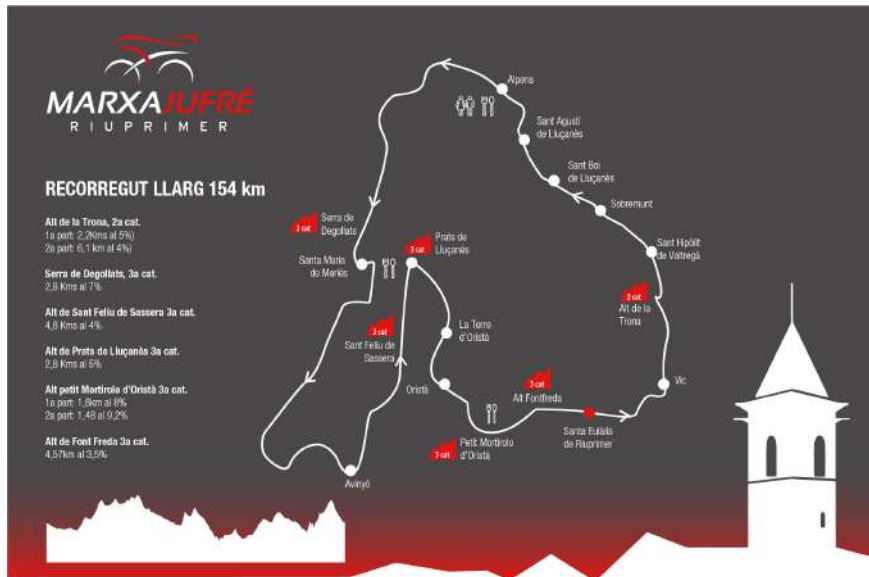 MARXAJUFRÉ
RIUPRIMER
RECORREGUT LLARG 154 km
Alt de la Trona, 2a cat.
1a part: 2,2Kms al 5%)
2a part: 6,1 km al 4%)
Serra de Degollats, 3a cat.
2,8 Kms al 7%
Alt de Sant Feliu de Sassera 3a cat.
4,8 Kms al 4%
Alt de Prats de Lluçanès 3a cat.
2,8 Kms al 5%
Alt petit Mortirolo d'Oristà 3a cat.
1a part: 1,8km al 8%
2a part: 1,48 al 9,2%
Alt de Font Freda 3a cat.
4,57km al 3,5%
Alpens
Sant Agustí
de Lluçanès
Sant Boi
de Lluçanès
Sobremunt
Sant Hipòlit
de Voltregà
2 cat
Alt de la
Trona
Vic
Santa Eulàlia
de Riuprimer
3 cat
Alt Fontfreda
3 cat
Petit Mortirolo
d'Oristà
Oristà
La Torre
d'Oristà
3 cat
Prats de
Lluçanès
3 cat
Sant Feliu de
Sassera
Avinyó
Santa Maria
de Merlès
3 cat
Serra de
Degollats